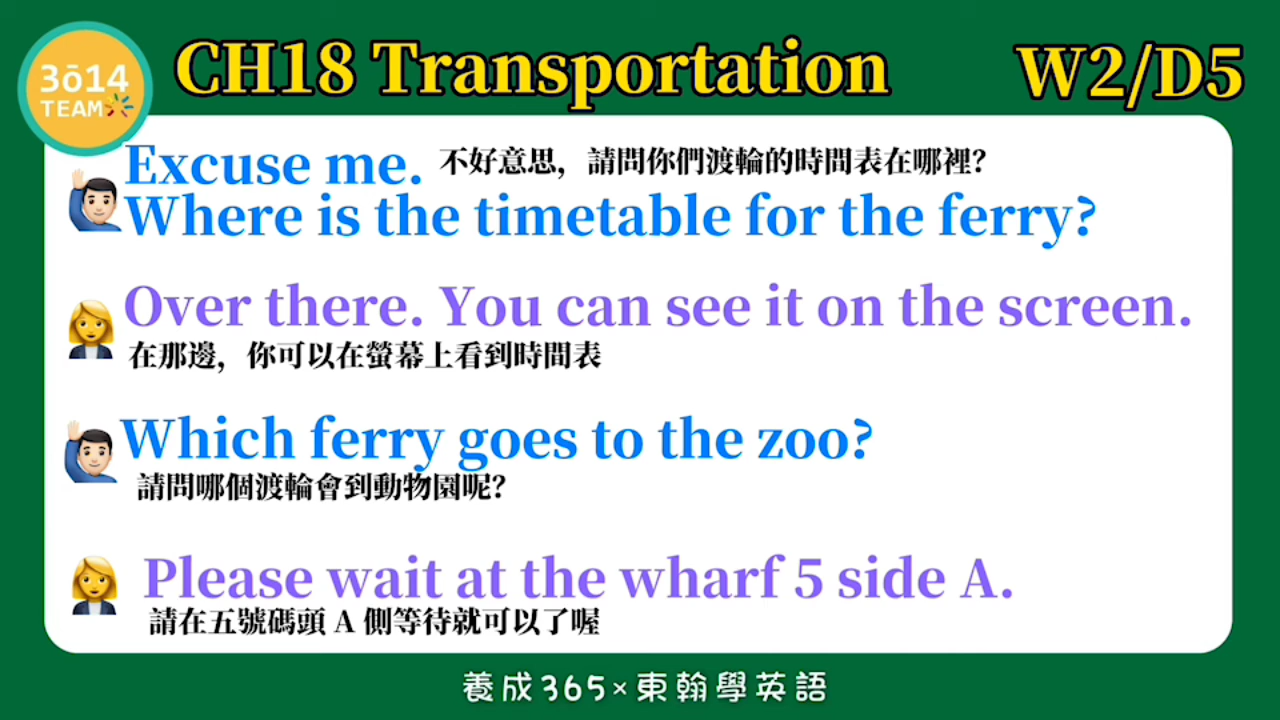 3ō14
TEAM
CH18 Transportation
W2/D5
Excuse me. 不好意思，請問你們渡輪的時間表在哪裡？
Where is the timetable for the ferry?
Over there. You can see it on the screen.
在那邊，你可以在螢幕上看到時間表
Which ferry goes to the zoo?
請問哪個渡輪會到動物園呢？
Please wait at the wharf 5 side A.
請在五號碼頭 A 側等待就可以了喔
養成365×東翰學英語